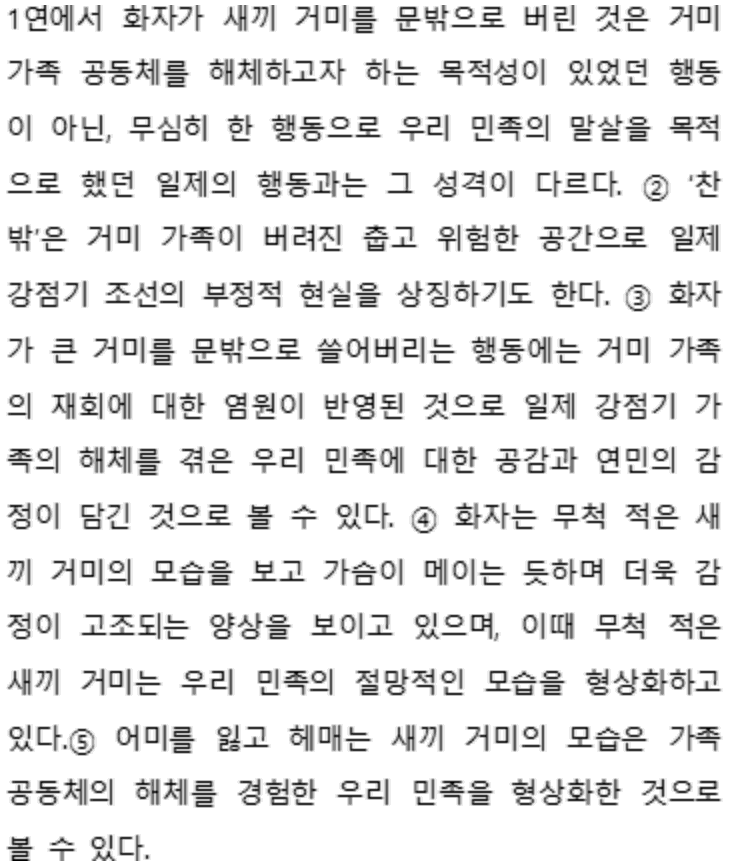 1연에서 화자가 새끼 거미를 문밖으로 버린 것은 거미
가족 공동체를 해체하고자 하는 목적성이 있었던 행동
이 아닌, 무심히 한 행동으로 우리 민족의 말살을 목적
으로 했던 일제의 행동과는 그 성격이 다르다. ② ‘찬
밖’은 거미 가족이 버려진 춥고 위험한 공간으로 일제
강점기 조선의 부정적 현실을 상징하기도 한다. ③ 화자
가 큰 거미를 문밖으로 쓸어버리는 행동에는 거미 가족
의 재회에 대한 염원이 반영된 것으로 일제 강점기 가
족의 해체를 겪은 우리 민족에 대한 공감과 연민의 감
정이 담긴 것으로 볼 수 있다. ④ 화자는 무척 적은 새
끼 거미의 모습을 보고 가슴이 메이는 듯하며 더욱 감
정이 고조되는 양상을 보이고 있으며, 이때 무척 적은
새끼 거미는 우리 민족의 절망적인 모습을 형상화하고
있다.⑤ 어미를 잃고 헤매는 새끼 거미의 모습은 가족
공동체의 해체를 경험한 우리 민족을 형상화한 것으로
볼 수 있다.